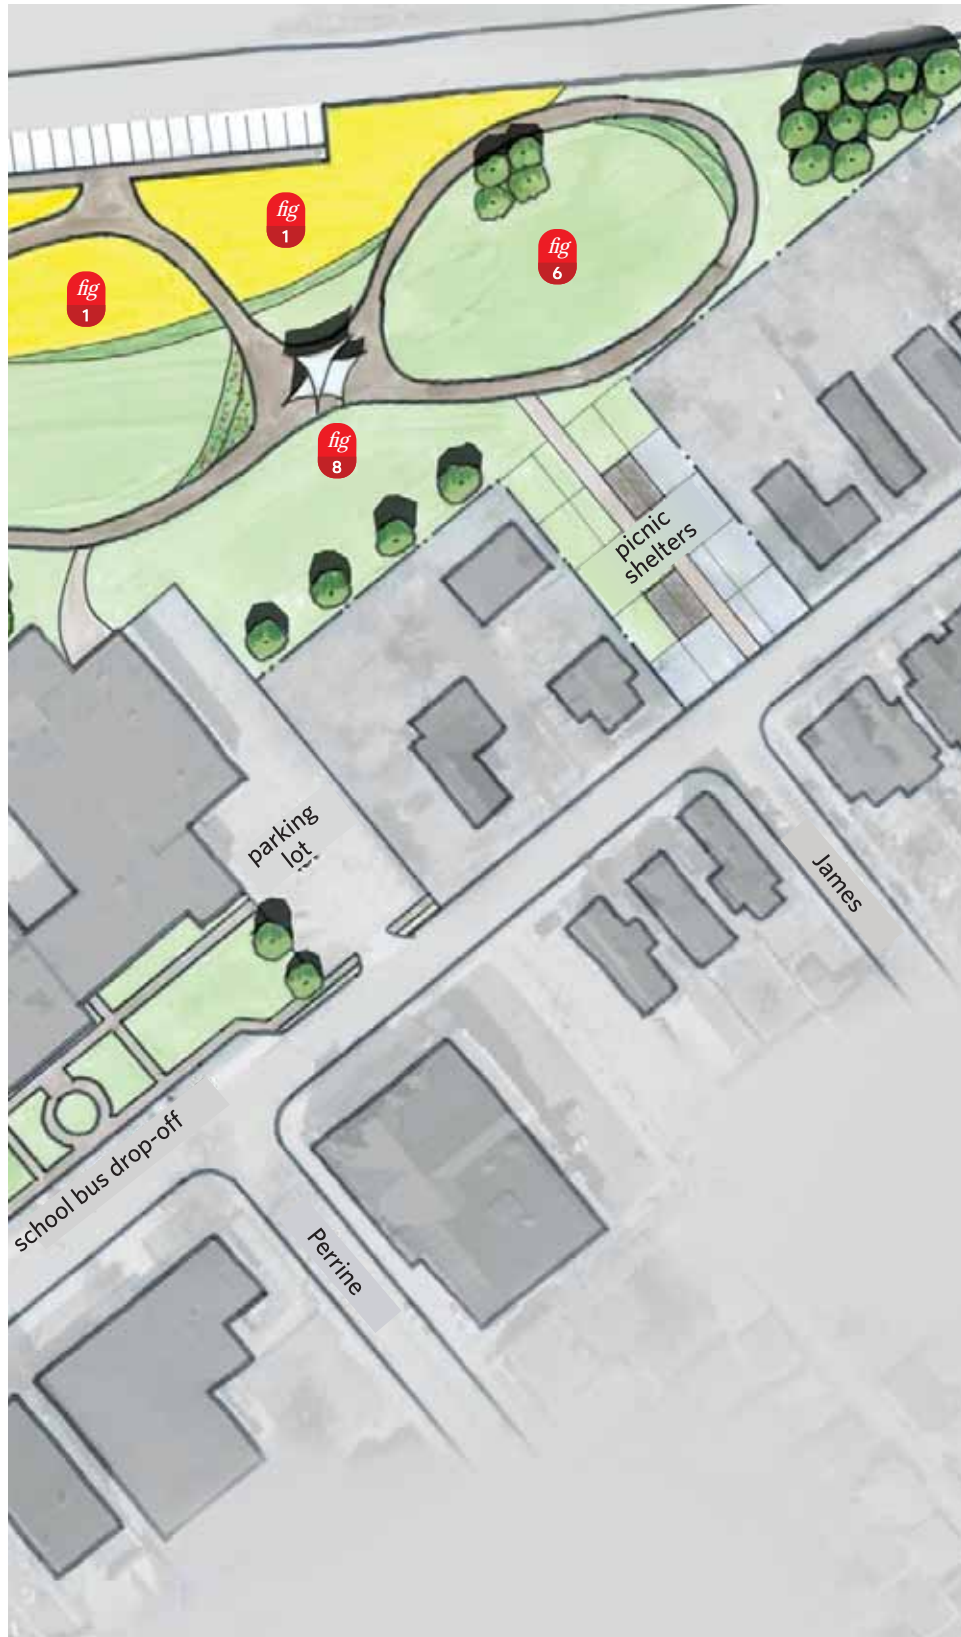 fig
1
fig
6
fig
1
fig
8
picnic
shelters
parking
lot
James
school bus drop-off
Perrine